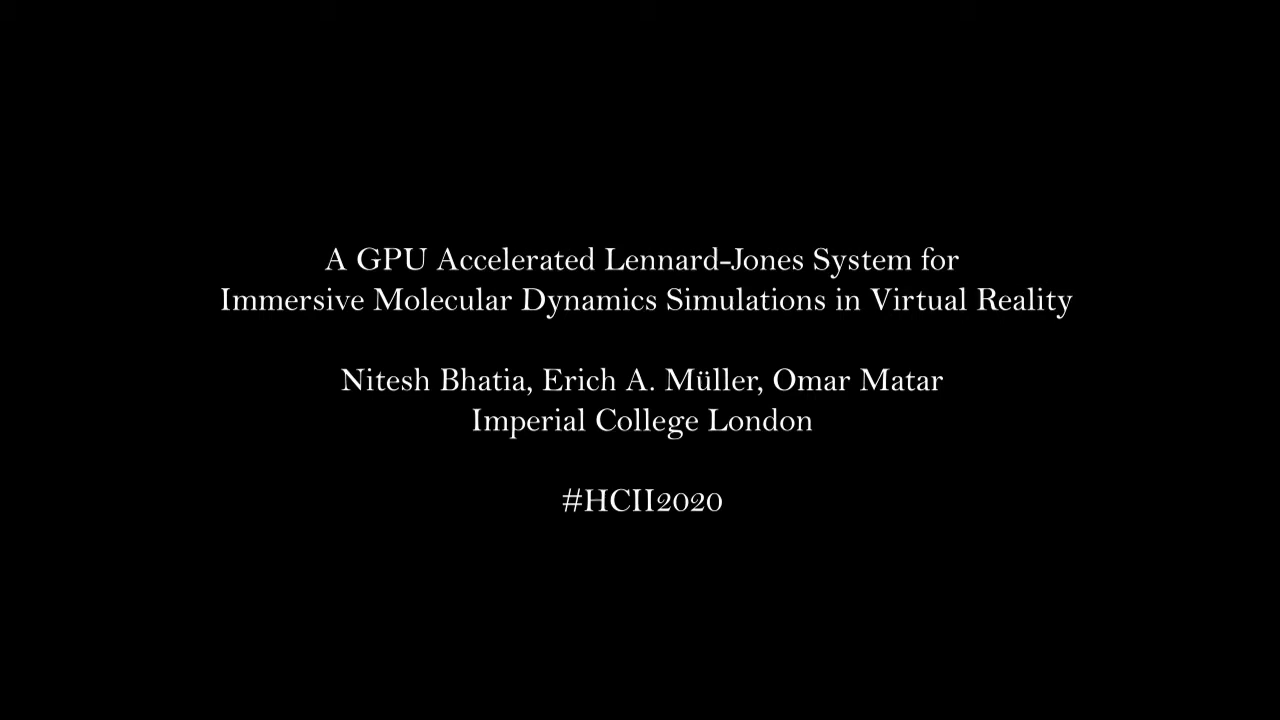 A GPU Accelerated Lennard-Jones System for
Immersive Molecular Dynamics Simulations in Virtual Reality
Nitesh Bhatia, Erich A. Müller, Omar Matar
Imperial College London
#HCII2020